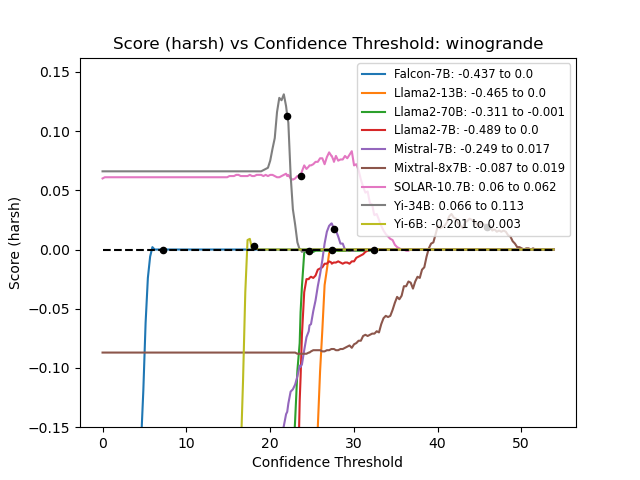 Score (harsh) vs Confidence Threshold: winogrande
Falcon-7B: -0.437 to 0.0
Llama2-13B: -0.465 to 0.0
Llama2-70B: -0.311 to -0.001
Llama2-7B: -0.489 to 0.0
Mistral-7B: -0.249 to 0.017
Mixtral-8x7B: -0.087 to 0.019
SOLAR-10.7B: 0.06 to 0.062
Yi-34B: 0.066 to 0.113
Yi-6B: -0.201 to 0.003
Score (harsh)
0.15
0.10
0.05
0.00
−0.05
−0.10
−0.15
0 10 20 30 40 50
Confidence Threshold